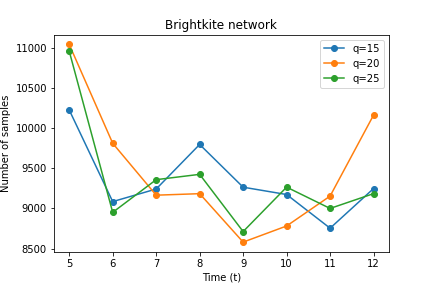 Brightkite network
q=15
q=20
q=25
Number of samples
11000
10500
10000
9500
9000
8500
5 6 7 8 9 10 11 12
Time (t)